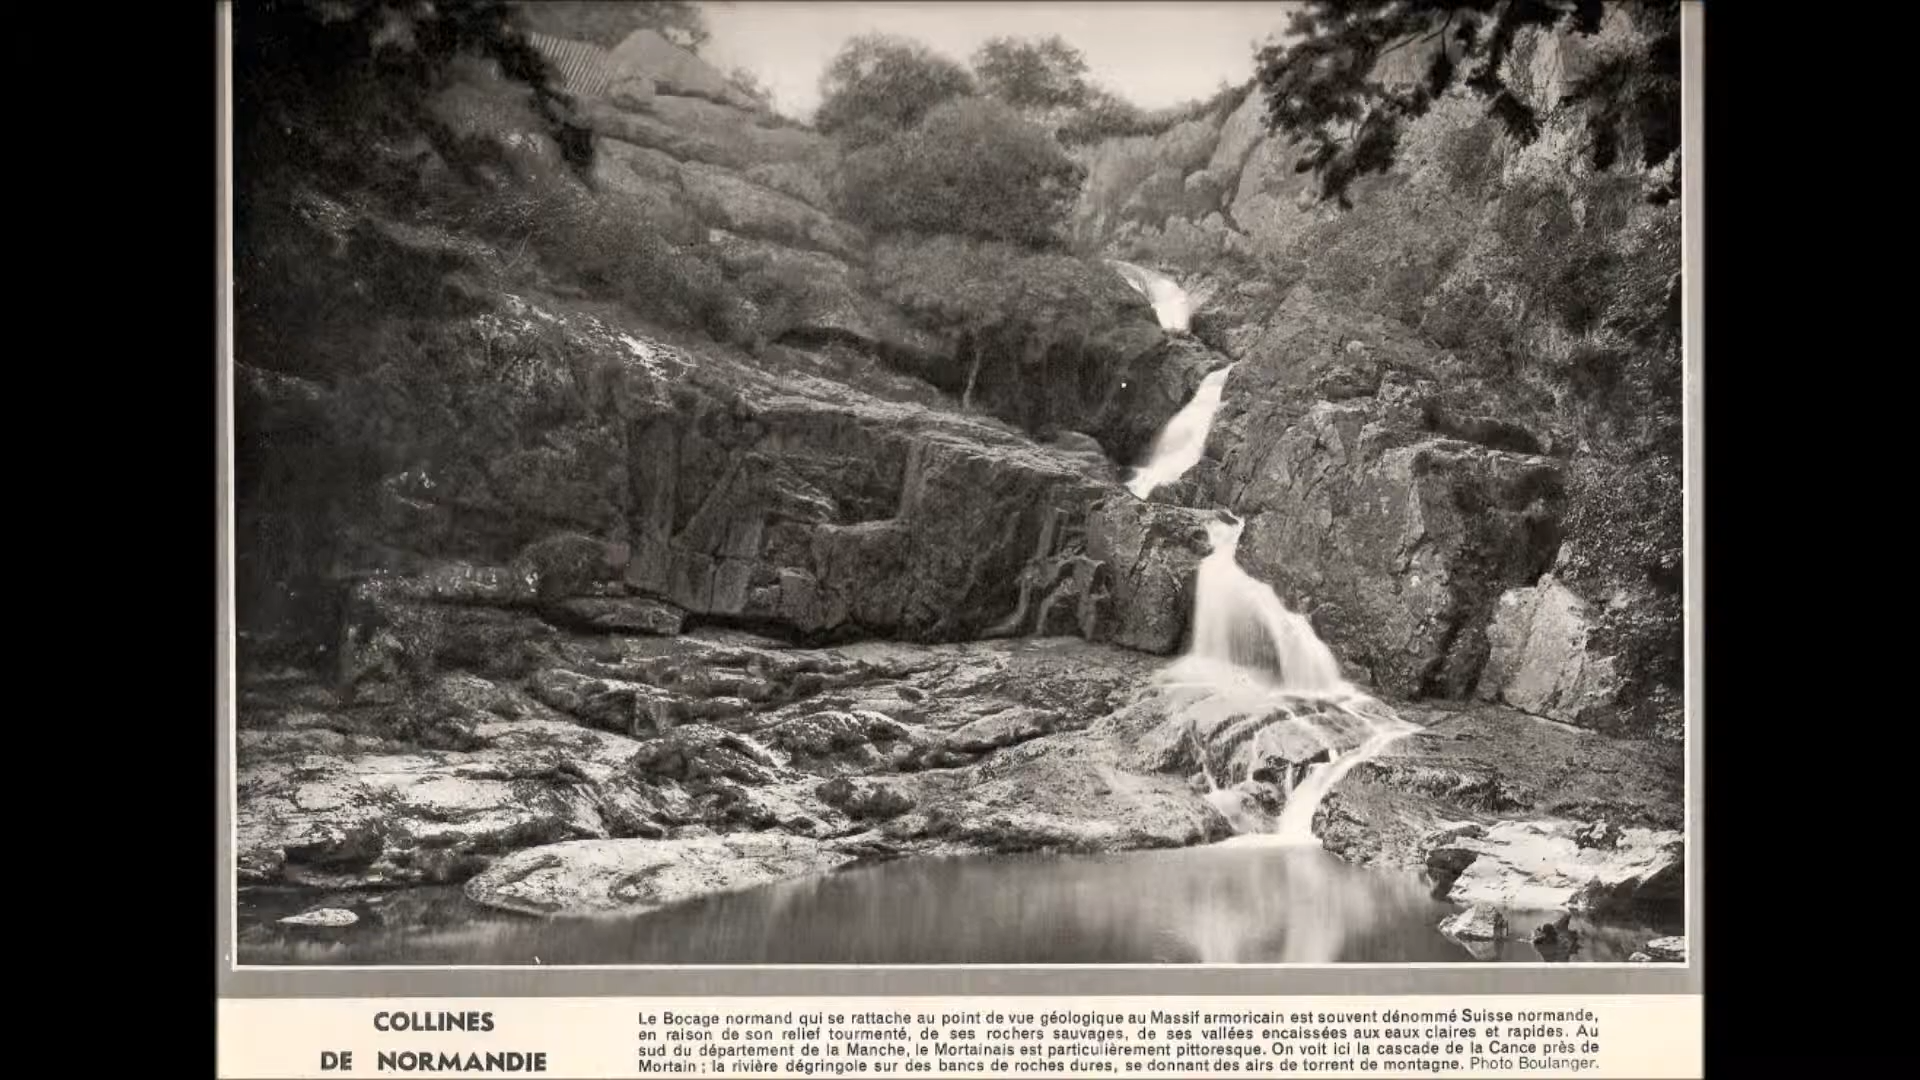 COLLINES
DE NORMANDIE
Le Bocage normand qui se rattache au point de vue géologique au Massif armoricain est souvent dénommé Suisse normande,
en raison de son relief tourmenté, de ses rochers sauvages, de ses vallées encaissées aux eaux claires et rapides. Au
sud du département de la Manche, le Mortainais est particulièrement pittoresque. On voit ici la cascade de la Cance près de
Mortain ; la rivière dégringole sur des bancs de roches dures, se donnant des airs de torrent de montagne. Photo Boulanger.